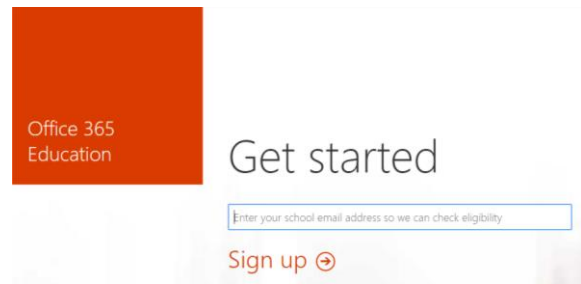 Office 365
Education
Get started
Enter your school email address so we can check eligibility
Sign up